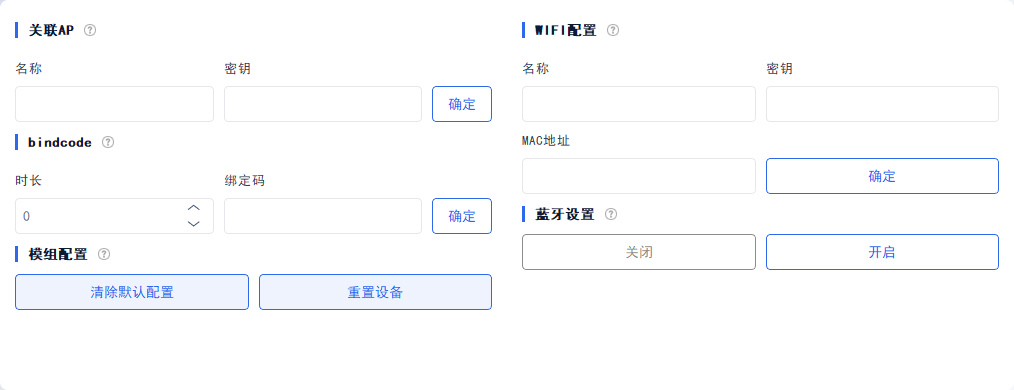 关联AP
名称 密钥
确定
bindcode
时长 绑定码
0 确定
模组配置
清除默认配置 重置设备
WIFI配置
名称 密钥
MAC地址
确定
蓝牙设置
关闭 开启